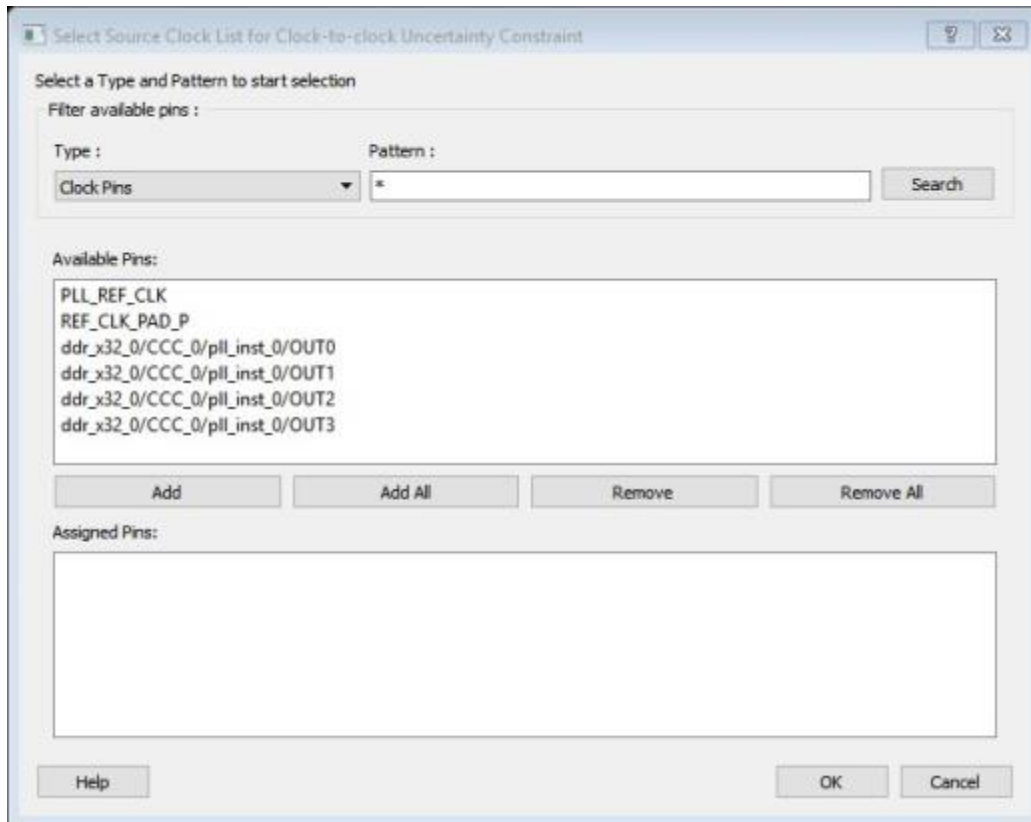 Select Source Clock List for Clock-to-clock Uncertainty Constraint
Select a Type and Pattern to start selection
Filter available pins :
Type : Pattern :
Clock Pins * Search
Available Pins:
PLL_REF_CLK
REF_CLK_PAD_P
ddr_x32_0/CCC_0/pll_inst_0/OUT0
ddr_x32_0/CCC_0/pll_inst_0/OUT1
ddr_x32_0/CCC_0/pll_inst_0/OUT2
ddr_x32_0/CCC_0/pll_inst_0/OUT3
Add Add All Remove Remove All
Assigned Pins:
Help OK Cancel